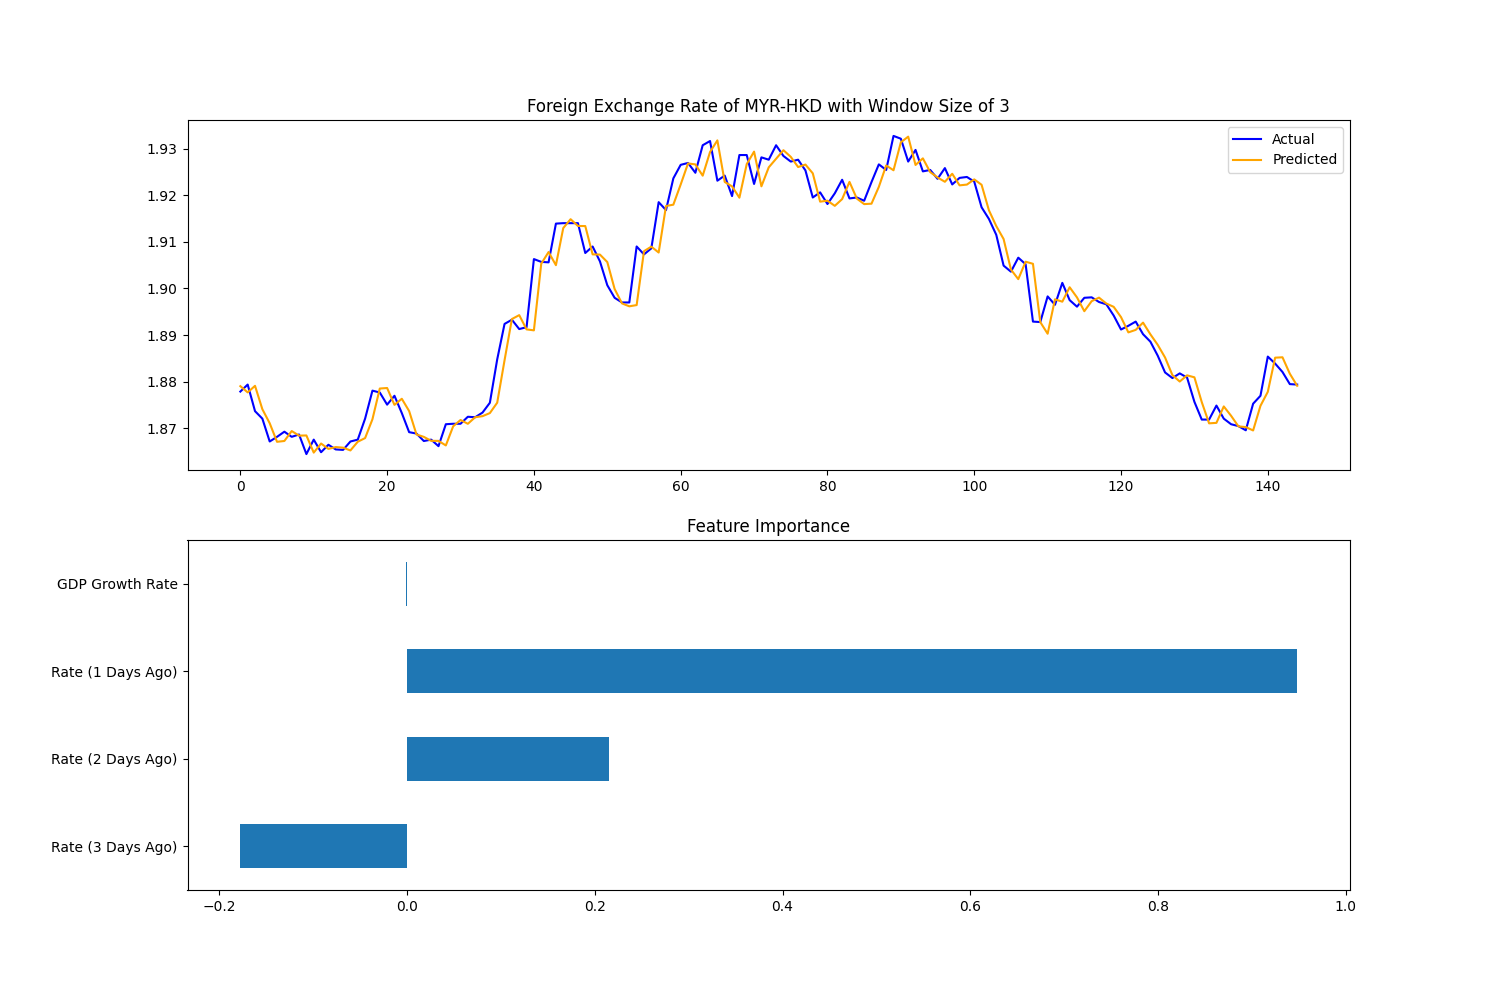 Foreign Exchange Rate of MYR-HKD with Window Size of 3
Actual
Predicted
1.93
1.92
1.91
1.90
1.89
1.88
1.87
0 20 40 60 80 100 120 140
Feature Importance
GDP Growth Rate
Rate (1 Days Ago)
Rate (2 Days Ago)
Rate (3 Days Ago)
−0.2 0.0 0.2 0.4 0.6 0.8 1.0